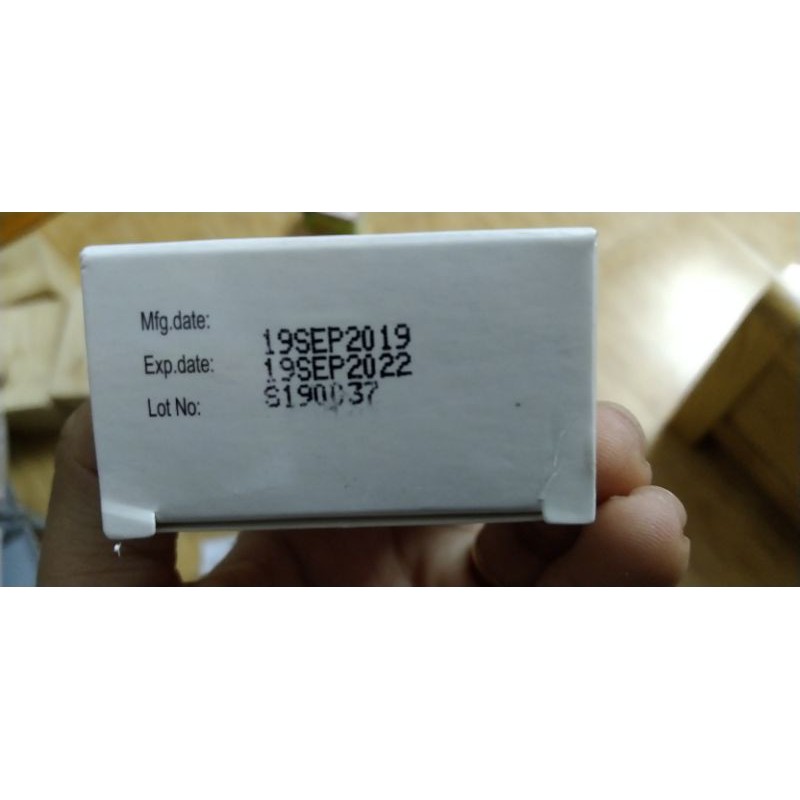 Mfg.date: 19SEP2019
Exp.date: 19SEP2022
Lot No: S190037